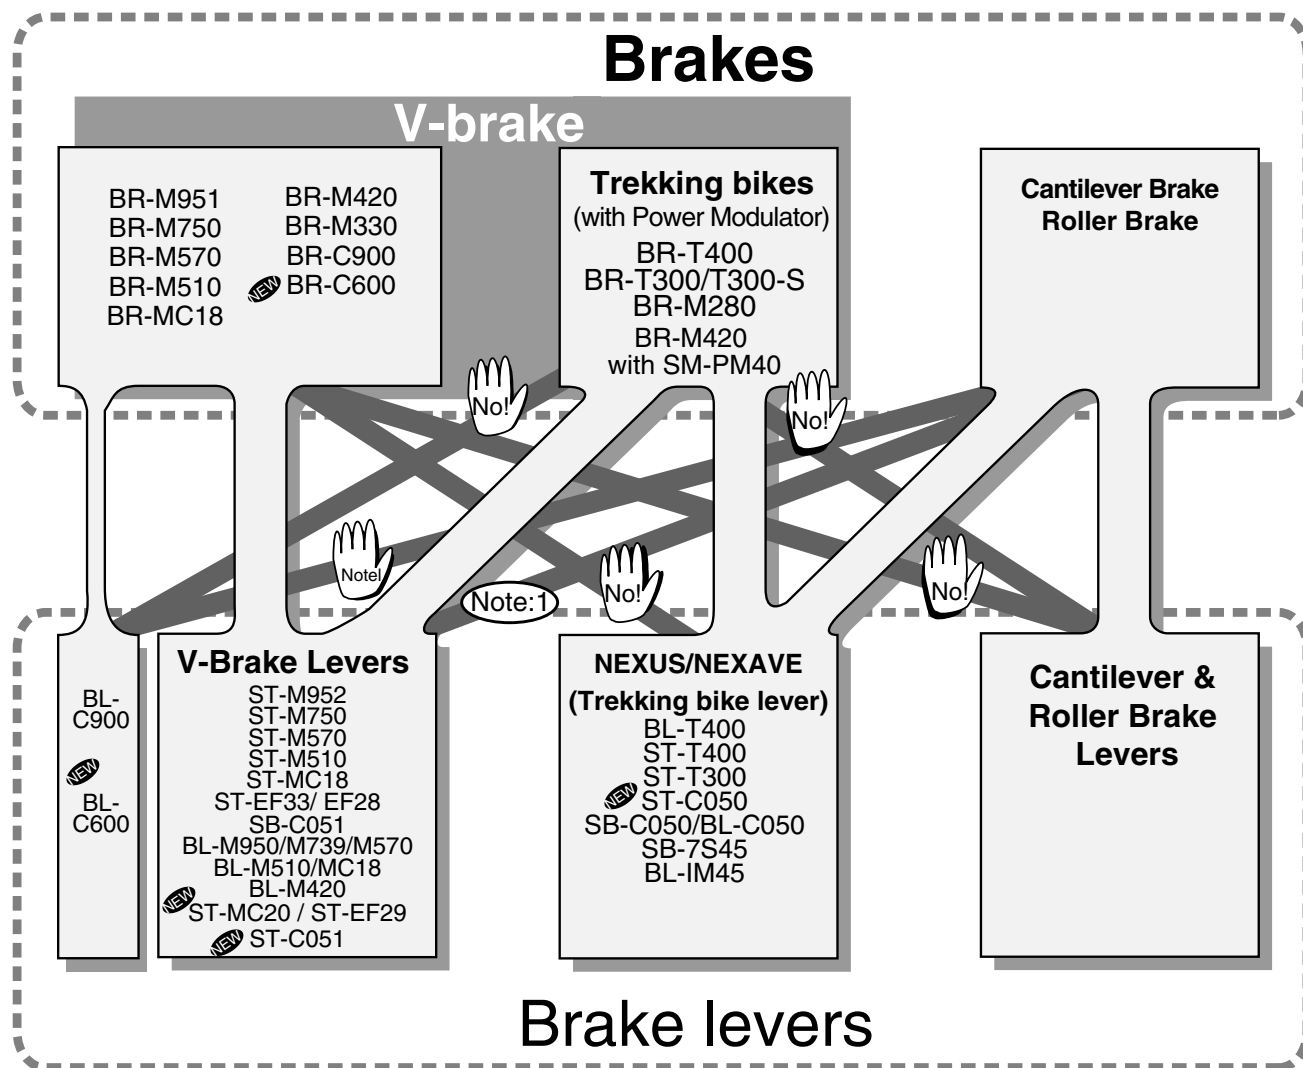 Brakes
V-brake
BR-M951
BR-M750
BR-M570
BR-M510
BR-MC18
BR-M420
BR-M330
BR-C900
NEW BR-C600
Trekking bikes
(with Power Modulator)
BR-T400
BR-T300/T300-S
BR-M280
BR-M420
with SM-PM40
Cantilever Brake
Roller Brake
No!
No!
Note!
Note:1
No!
No!
BL-
C900
NEW
BL-
C600
V-Brake Levers
ST-M952
ST-M750
ST-M570
ST-M510
ST-MC18
ST-EF33/ EF28
SB-C051
BL-M950/M739/M570
BL-M510/MC18
BL-M420
NEW ST-MC20 / ST-EF29
NEW ST-C051
NEXUS/NEXAVE
(Trekking bike lever)
BL-T400
ST-T400
ST-T300
NEW ST-C050
SB-C050/BL-C050
SB-7S45
BL-IM45
Cantilever &
Roller Brake
Levers
Brake levers